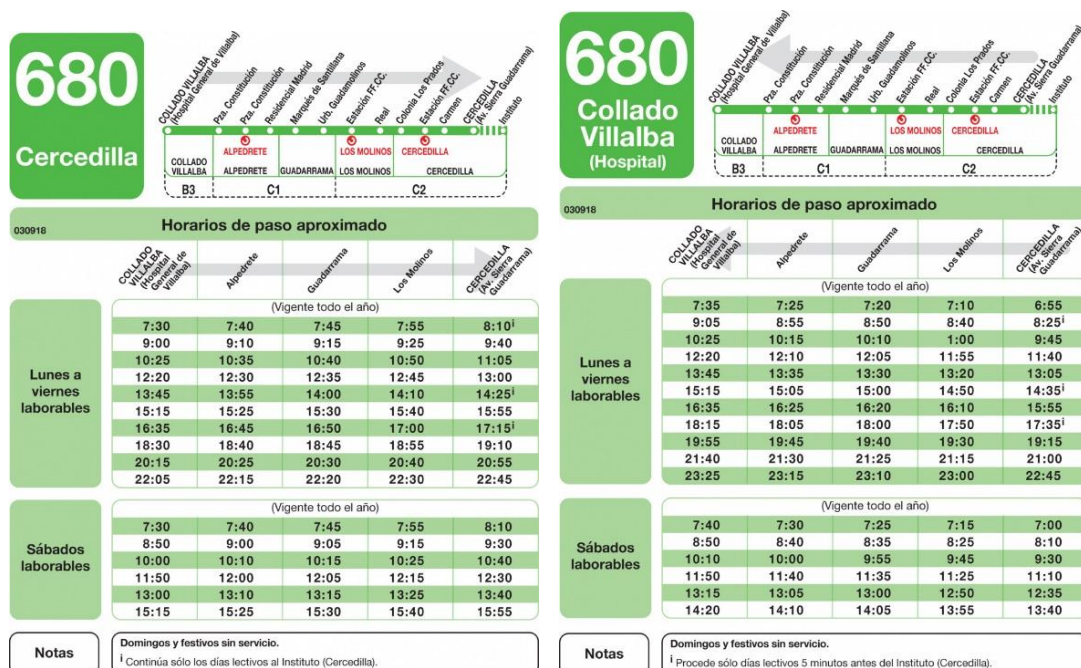 680
Cercedilla
COLLADO VILLALBA
(Hospital General de Villalba)
Pza. Constitución
Pza. Constitución
Residencial Madrid
Marqués de Santillana
Urb. Guadamolinos
Estación FF.CC.
Real
Colonia Los Prados
Estación FF.CC.
Carmen
CERCEDILLA
(Av. Sierra Guadarrama)
Instituto
ALPEDRETE LOS MOLINOS CERCEDILLA
COLLADO VILLALBA ALPEDRETE GUADARRAMA LOS MOLINOS CERCEDILLA
B3 C1 C2
030918
Horarios de paso aproximado
COLLADO VILLALBA (Hospital General de Villalba) Alpedrete Guadarrama Los Molinos CERCEDILLA (Av. Sierra Guadarrama)
Lunes a viernes laborables
(Vigente todo el año)
7:30 7:40 7:45 7:55 8:10i
9:00 9:10 9:15 9:25 9:40
10:25 10:35 10:40 10:50 11:05
12:20 12:30 12:35 12:45 13:00
13:45 13:55 14:00 14:10 14:25i
15:15 15:25 15:30 15:40 15:55
16:35 16:45 16:50 17:00 17:15i
18:30 18:40 18:45 18:55 19:10
20:15 20:25 20:30 20:40 20:55
22:05 22:15 22:20 22:30 22:45
Sábados laborables
(Vigente todo el año)
7:30 7:40 7:45 7:55 8:10
8:50 9:00 9:05 9:15 9:30
10:00 10:10 10:15 10:25 10:40
11:50 12:00 12:05 12:15 12:30
13:00 13:10 13:15 13:25 13:40
15:15 15:25 15:30 15:40 15:55
Notas
Domingos y festivos sin servicio.
i Continúa sólo los días lectivos al Instituto (Cercedilla).
680
Collado
Villalba
(Hospital)
COLLADO VILLALBA
(Hospital General de Villalba)
Pza. Constitución
Pza. Constitución
Residencial Madrid
Marqués de Santillana
Urb. Guadamolinos
Estación FF.CC.
Real
Colonia Los Prados
Estación FF.CC.
Carmen
CERCEDILLA
(Av. Sierra Guadarrama)
Instituto
ALPEDRETE LOS MOLINOS CERCEDILLA
COLLADO VILLALBA ALPEDRETE GUADARRAMA LOS MOLINOS CERCEDILLA
B3 C1 C2
030918
Horarios de paso aproximado
COLLADO VILLALBA (Hospital General de Villalba) Alpedrete Guadarrama Los Molinos CERCEDILLA (Av. Sierra Guadarrama)
Lunes a viernes laborables
(Vigente todo el año)
7:35 7:25 7:20 7:10 6:55
9:05 8:55 8:50 8:40 8:25i
10:25 10:15 10:10 1:00 9:45
12:20 12:10 12:05 11:55 11:40
13:45 13:35 13:30 13:20 13:05
15:15 15:05 15:00 14:50 14:35i
16:35 16:25 16:20 16:10 15:55
18:15 18:05 18:00 17:50 17:35i
19:55 19:45 19:40 19:30 19:15
21:40 21:30 21:25 21:15 21:00
23:25 23:15 23:10 23:00 22:45
Sábados laborables
(Vigente todo el año)
7:40 7:30 7:25 7:15 7:00
8:50 8:40 8:35 8:25 8:10
10:10 10:00 9:55 9:45 9:30
11:50 11:40 11:35 11:25 11:10
13:15 13:05 13:00 12:50 12:35
14:20 14:10 14:05 13:55 13:40
Notas
Domingos y festivos sin servicio.
i Procede sólo días lectivos 5 minutos antes del Instituto (Cercedilla).